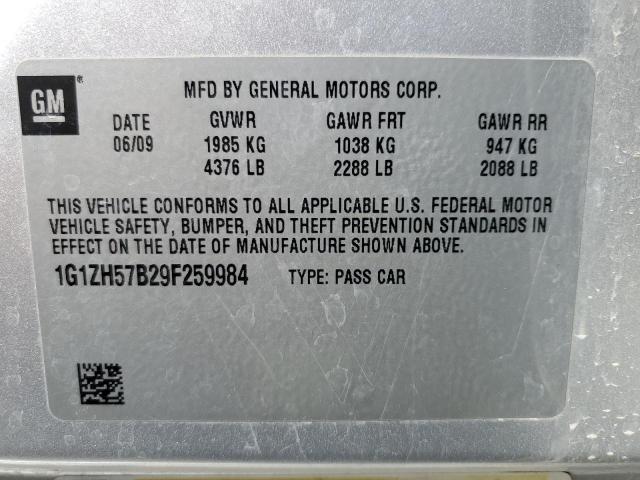 GM
®
MFD BY GENERAL MOTORS CORP.
DATE GVWR GAWR FRT GAWR RR
06/09 1985 KG 1038 KG 947 KG
4376 LB 2288 LB 2088 LB
THIS VEHICLE CONFORMS TO ALL APPLICABLE U.S. FEDERAL MOTOR
VEHICLE SAFETY, BUMPER, AND THEFT PREVENTION STANDARDS IN
EFFECT ON THE DATE OF MANUFACTURE SHOWN ABOVE.
1G1ZH57B29F259984 TYPE: PASS CAR